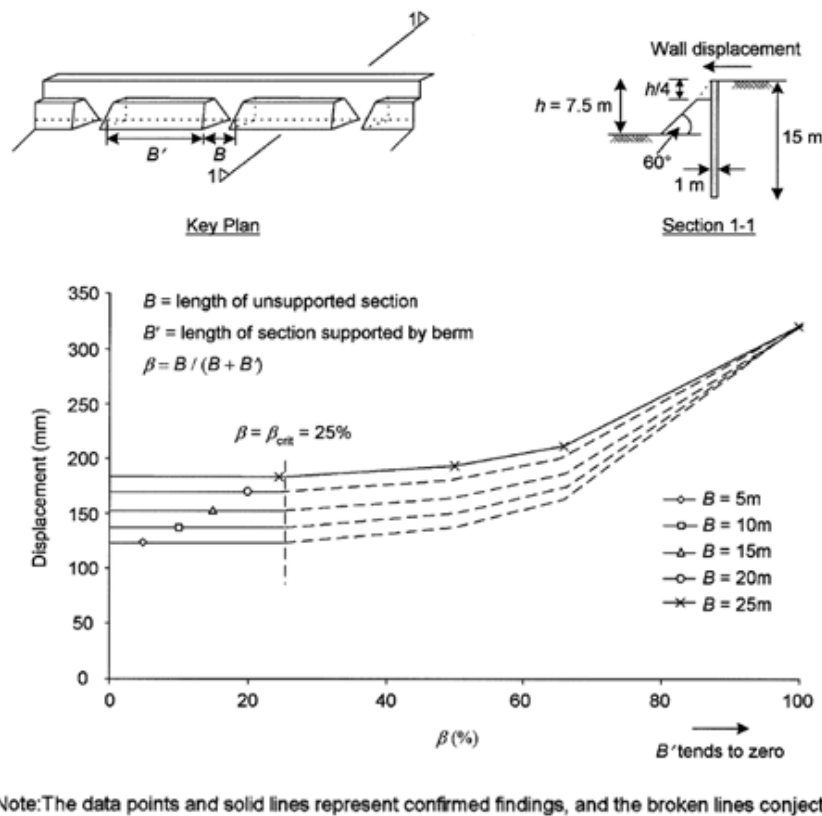 1
B'
B
1
Key Plan
Wall displacement
h/4
h = 7.5 m
60°
15 m
1 m
Section 1-1
350
300
250
200
150
100
50
0
Displacement (mm)
B = length of unsupported section
B' = length of section supported by berm
β = B / (B + B')
β = βcrit = 25%
B = 5m
B = 10m
B = 15m
B = 20m
B = 25m
0 20 40 60 80 100
β (%)
B' tends to zero
Note:The data points and solid lines represent confirmed findings, and the broken lines conject